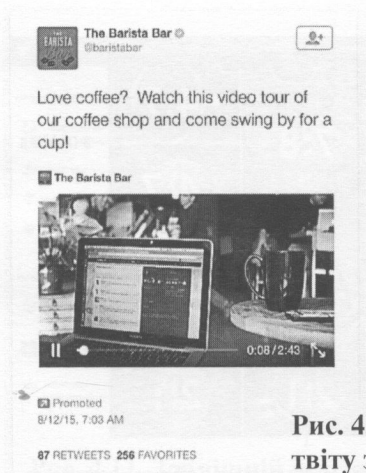 The Barista Bar
@baristabar
THE
BARISTA
Love coffee? Watch this video tour of
our coffee shop and come swing by for a
cup!
The Barista Bar
0:08/2:43
Promoted
8/12/15, 7:03 AM
87 RETWEETS 256 FAVORITES
Рис. 4
твіту з